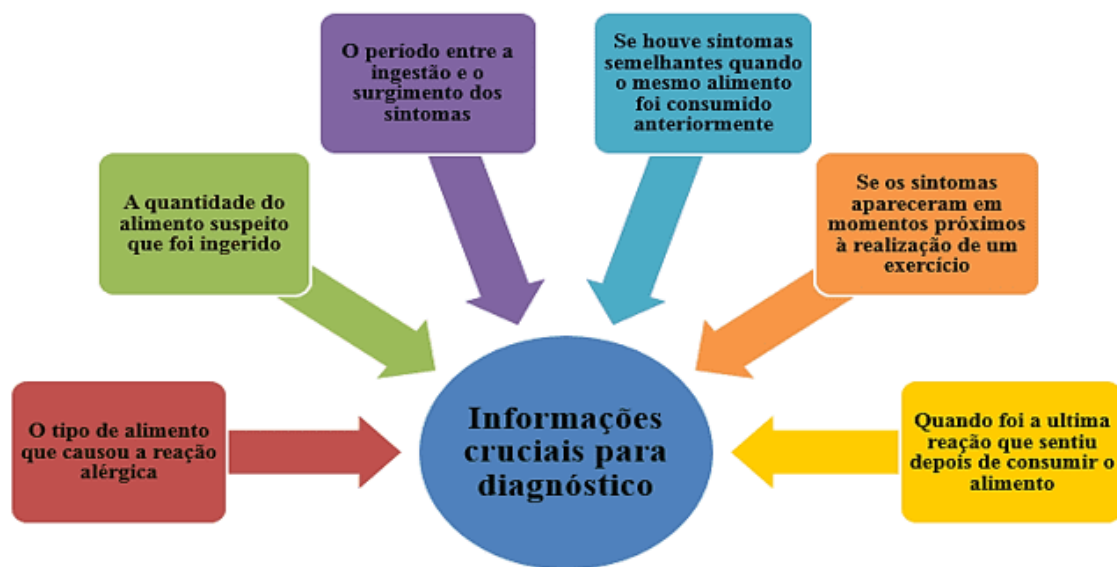 O tipo de alimento
que causou a reação
alérgica
A quantidade do
alimento suspeito
que foi ingerido
O período entre a
ingestão e o
surgimento dos
sintomas
Se houve sintomas
semelhantes quando
o mesmo alimento
foi consumido
anteriormente
Se os sintomas
apareceram em
momentos próximos
à realização de um
exercício
Quando foi a ultima
reação que sentiu
depois de consumir o
alimento
Informações
cruciais para
diagnóstico